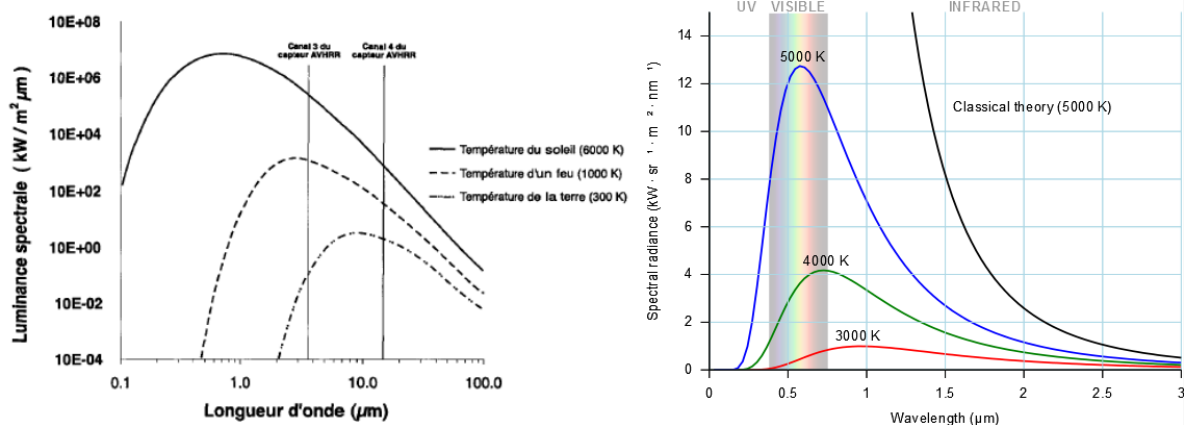 10E+08
10E+06
10E+04
10E+02
10E+00
10E-02
10E-04
Luminance spectrale ( kW / m² µm )
Canal 3 du
capteur AVHRR
Canal 4 du
capteur AVHRR
Température du soleil (6000 K)
Température d'un feu (1000 K)
Température de la terre (300 K)
0.1
1.0
10.0
100.0
Longueur d'onde (µm)
UV
VISIBLE
INFRARED
14
12
10
8
6
4
2
0
Spectral radiance (kW · sr⁻¹ · m⁻² · nm⁻¹)
5000 K
4000 K
3000 K
Classical theory (5000 K)
0
0.5
1
1.5
2
2.5
3
Wavelength (µm)